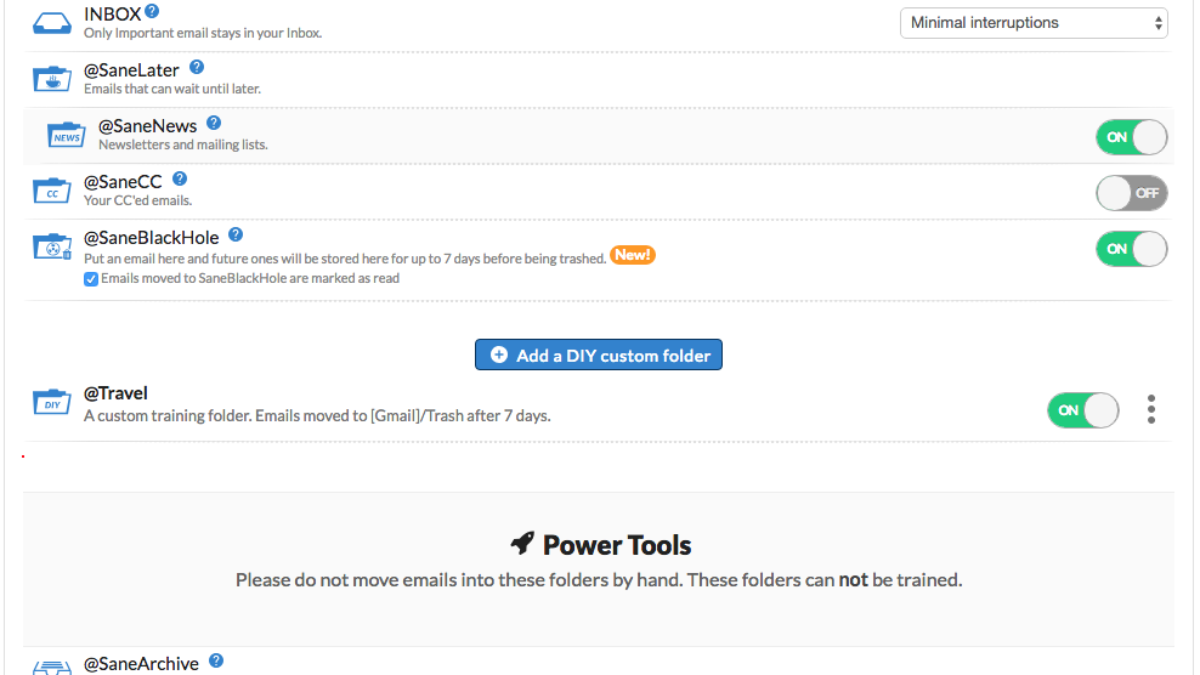 INBOX ?
Minimal interruptions
Only Important email stays in your Inbox.
@SaneLater ?
Emails that can wait until later.
NEWS
@SaneNews ?
Newsletters and mailing lists.
ON
CC
@SaneCC ?
Your CC'ed emails.
OFF
@SaneBlackHole ?
Put an email here and future ones will be stored here for up to 7 days before being trashed. New!
ON
Emails moved to SaneBlackHole are marked as read
Add a DIY custom folder
DIY
@Travel
A custom training folder. Emails moved to [Gmail]/Trash after 7 days.
ON
Power Tools
Please do not move emails into these folders by hand. These folders can not be trained.
@SaneArchive ?